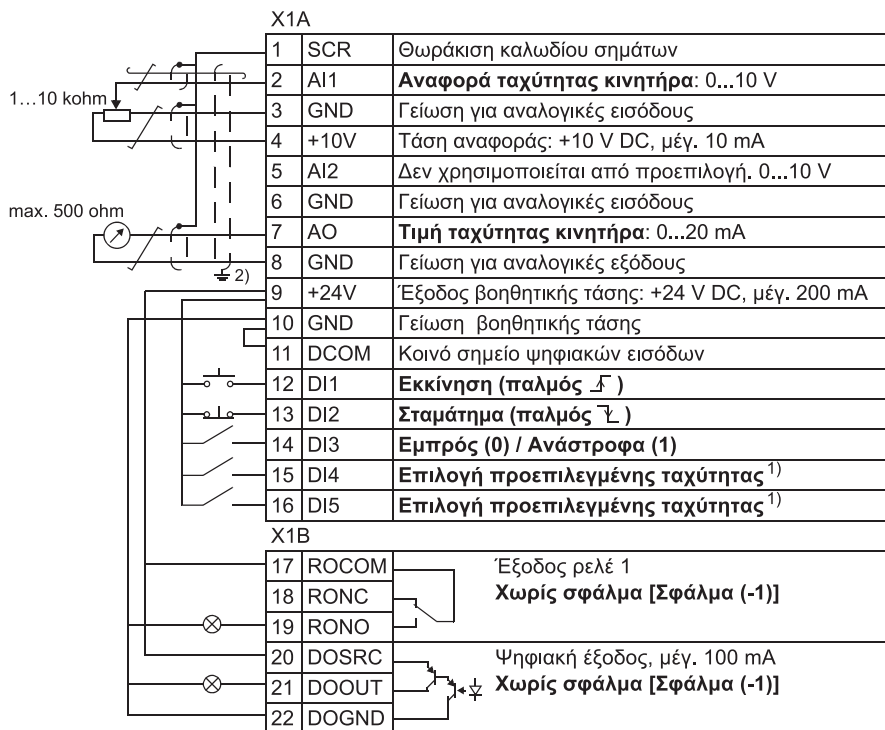 X1A
1 SCR Θωράκιση καλωδίου σημάτων
2 AI1 Αναφορά ταχύτητας κινητήρα: 0...10 V
1...10 kohm
3 GND Γείωση για αναλογικές εισόδους
4 +10V Τάση αναφοράς: +10 V DC, μέγ. 10 mA
5 AI2 Δεν χρησιμοποιείται από προεπιλογή. 0...10 V
6 GND Γείωση για αναλογικές εισόδους
max. 500 ohm
7 AO Τιμή ταχύτητας κινητήρα: 0...20 mA
8 GND Γείωση για αναλογικές εξόδους
2)
9 +24V Έξοδος βοηθητικής τάσης: +24 V DC, μέγ. 200 mA
10 GND Γείωση βοηθητικής τάσης
11 DCOM Κοινό σημείο ψηφιακών εισόδων
12 DI1 Εκκίνηση (παλμός )
13 DI2 Σταμάτημα (παλμός )
14 DI3 Εμπρός (0) / Ανάστροφα (1)
15 DI4 Επιλογή προεπιλεγμένης ταχύτητας 1)
16 DI5 Επιλογή προεπιλεγμένης ταχύτητας 1)
X1B
17 ROCOM Έξοδος ρελέ 1
18 RONC Χωρίς σφάλμα [Σφάλμα (-1)]
19 RONO
20 DOSRC Ψηφιακή έξοδος, μέγ. 100 mA
21 DOOUT Χωρίς σφάλμα [Σφάλμα (-1)]
22 DOGND